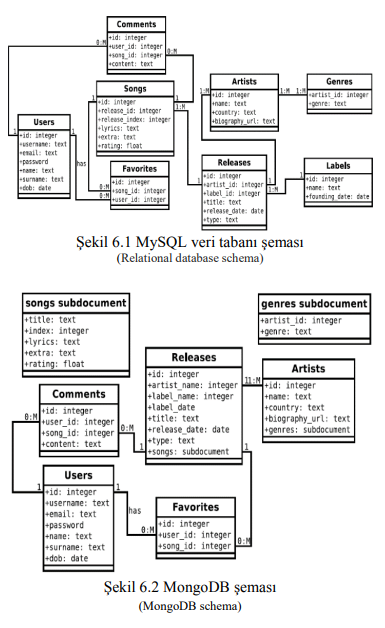 Comments
+id: integer
+user_id: integer
+song_id: integer
+content: text
0:M
0:M
Songs
+id: integer
+release_id: integer
+release_index: integer
+lyrics: text
+extra: text
+rating: float
1
1:M
Artists
+id: integer
+name: text
+country: text
+biography_url: text
1:M
1
1:M
1:M
Genres
+artist_id: integer
+genre: text
Users
+id: integer
+username: text
+email: text
+password
+name: text
+surname: text
+dob: date
1
1
has
0:M
0:M
Favorites
+id: integer
+song_id: integer
+user_id: integer
Releases
+id: integer
+artist_id: integer
+label_id: integer
+title: text
+release_date: date
+type: text
1
1
1:M
1
Labels
+id: integer
+name: text
+founding_date: date
Şekil 6.1 MySQL veri tabanı şeması
(Relational database schema)
songs subdocument
+title: text
+index: integer
+lyrics: text
+extra: text
+rating: float
genres subdocument
+artist_id: integer
+genre: text
Releases
+id: integer
+artist_name: integer
+label_name: integer
+label_date
+title: text
+release_date: date
+type: text
+songs: subdocument
11:M
Artists
+id: integer
+name: text
+country: text
+biography_url: text
+genres: subdocument
Comments
+id: integer
+user_id: integer
+song_id: integer
+content: text
0:M
0:M
1
1
Users
+id: integer
+username: text
+email: text
+password
+name: text
+surname: text
+dob: date
1
1
has
0:M
Favorites
+id: integer
+user_id: integer
+song_id: integer
0:M
Şekil 6.2 MongoDB şeması
(MongoDB schema)